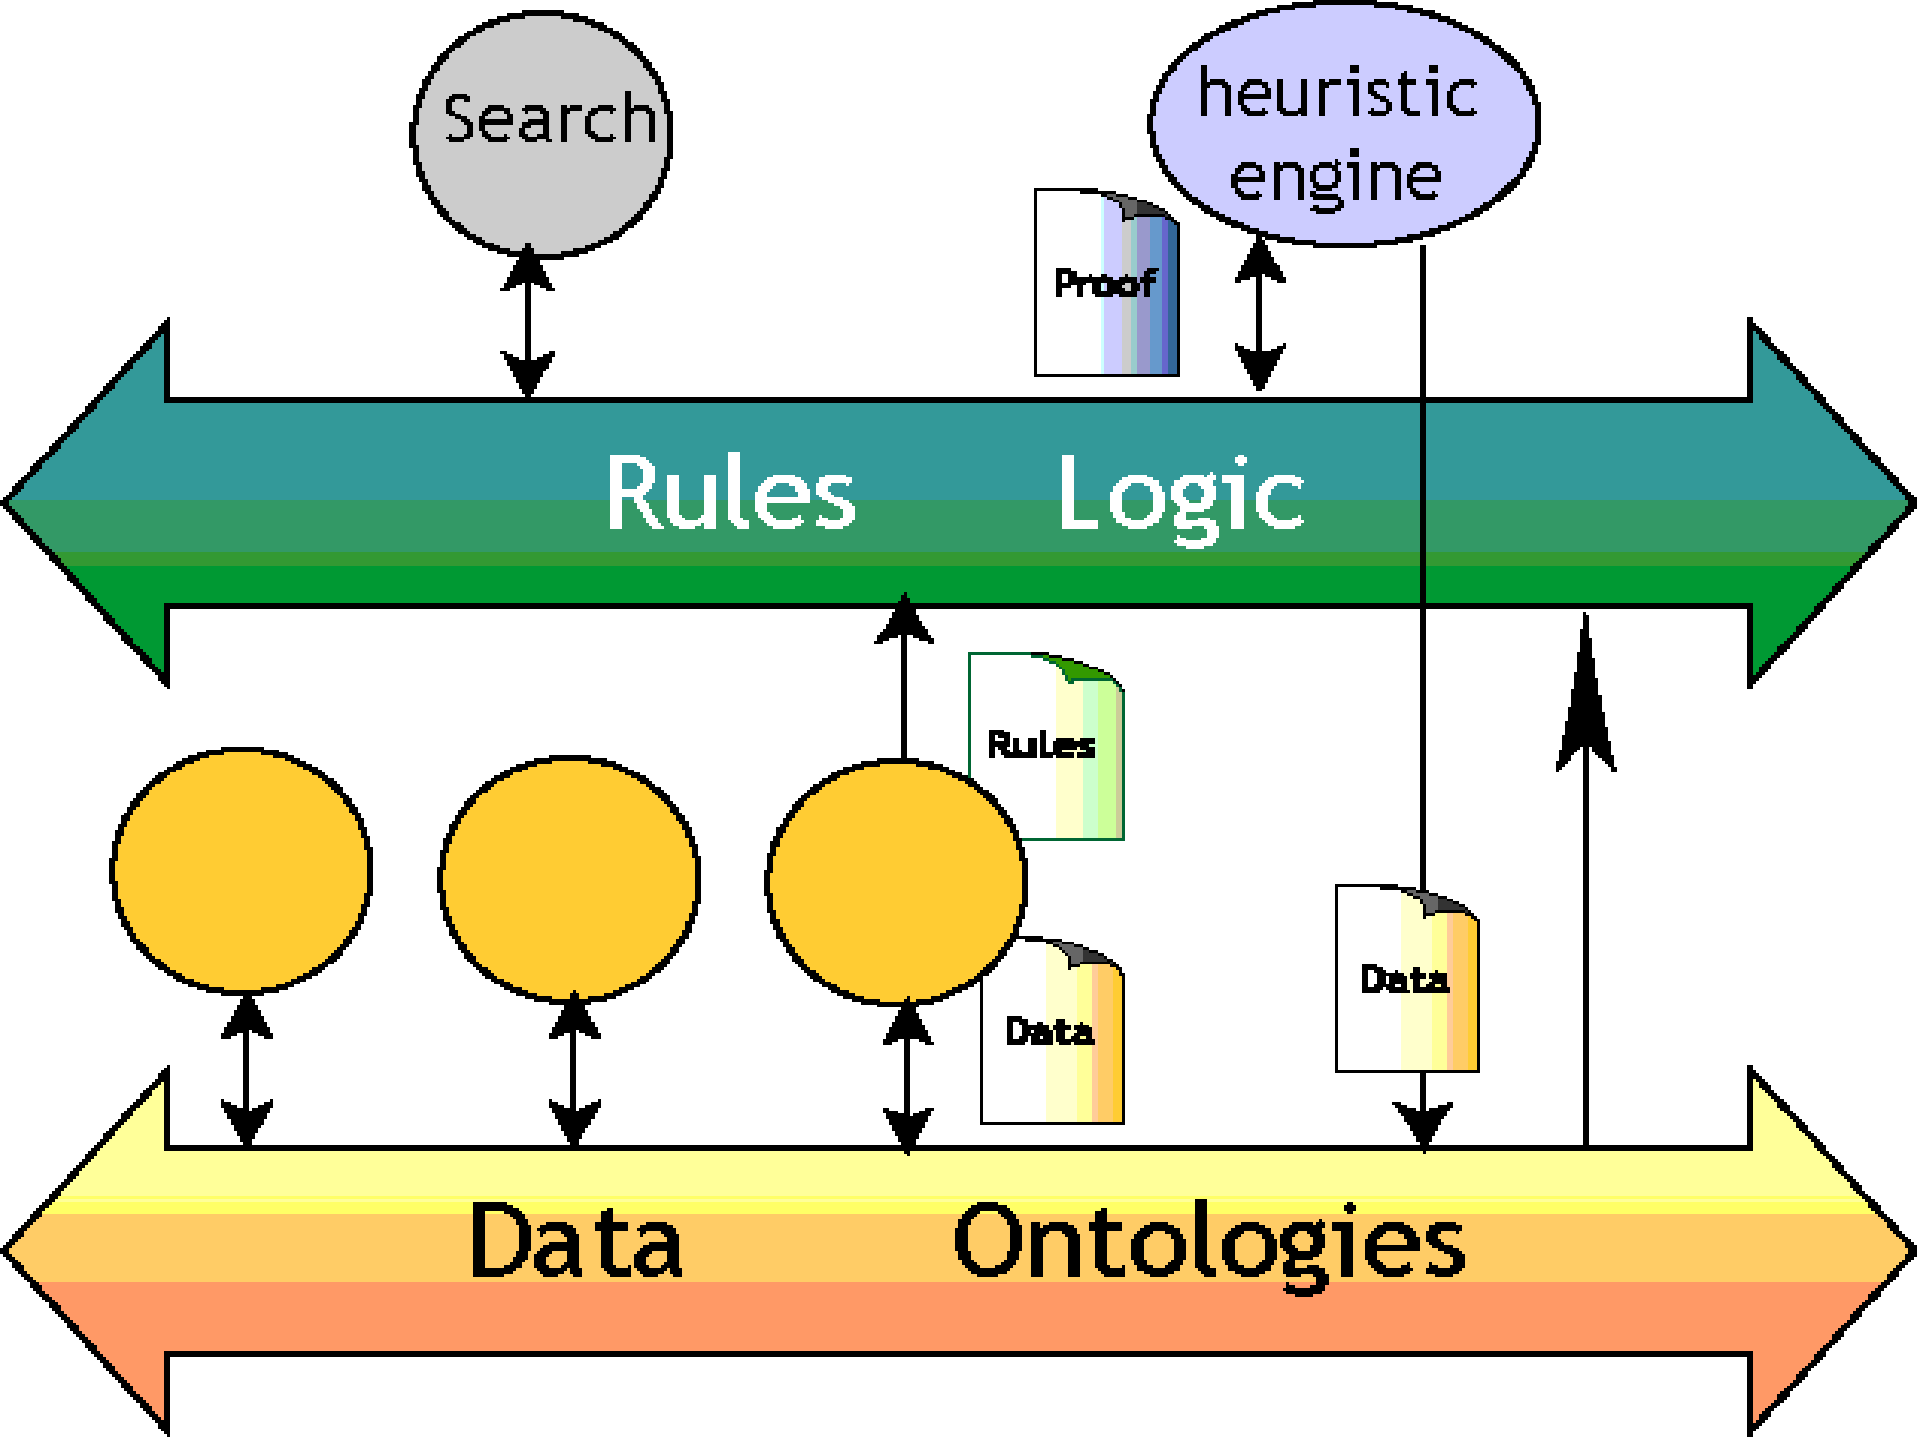 Search
heuristic
engine
Proof
Rules Logic
Rules
Data
Data
Data Ontologies